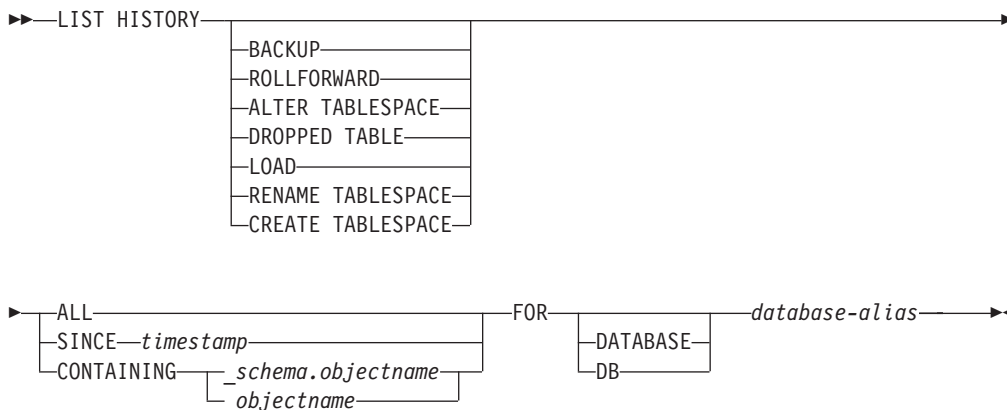 LIST HISTORY
BACKUP
ROLLFORWARD
ALTER TABLESPACE
DROPPED TABLE
LOAD
RENAME TABLESPACE
CREATE TABLESPACE
ALL FOR database-alias
SINCE timestamp DATABASE
CONTAINING _schema.objectname DB
objectname